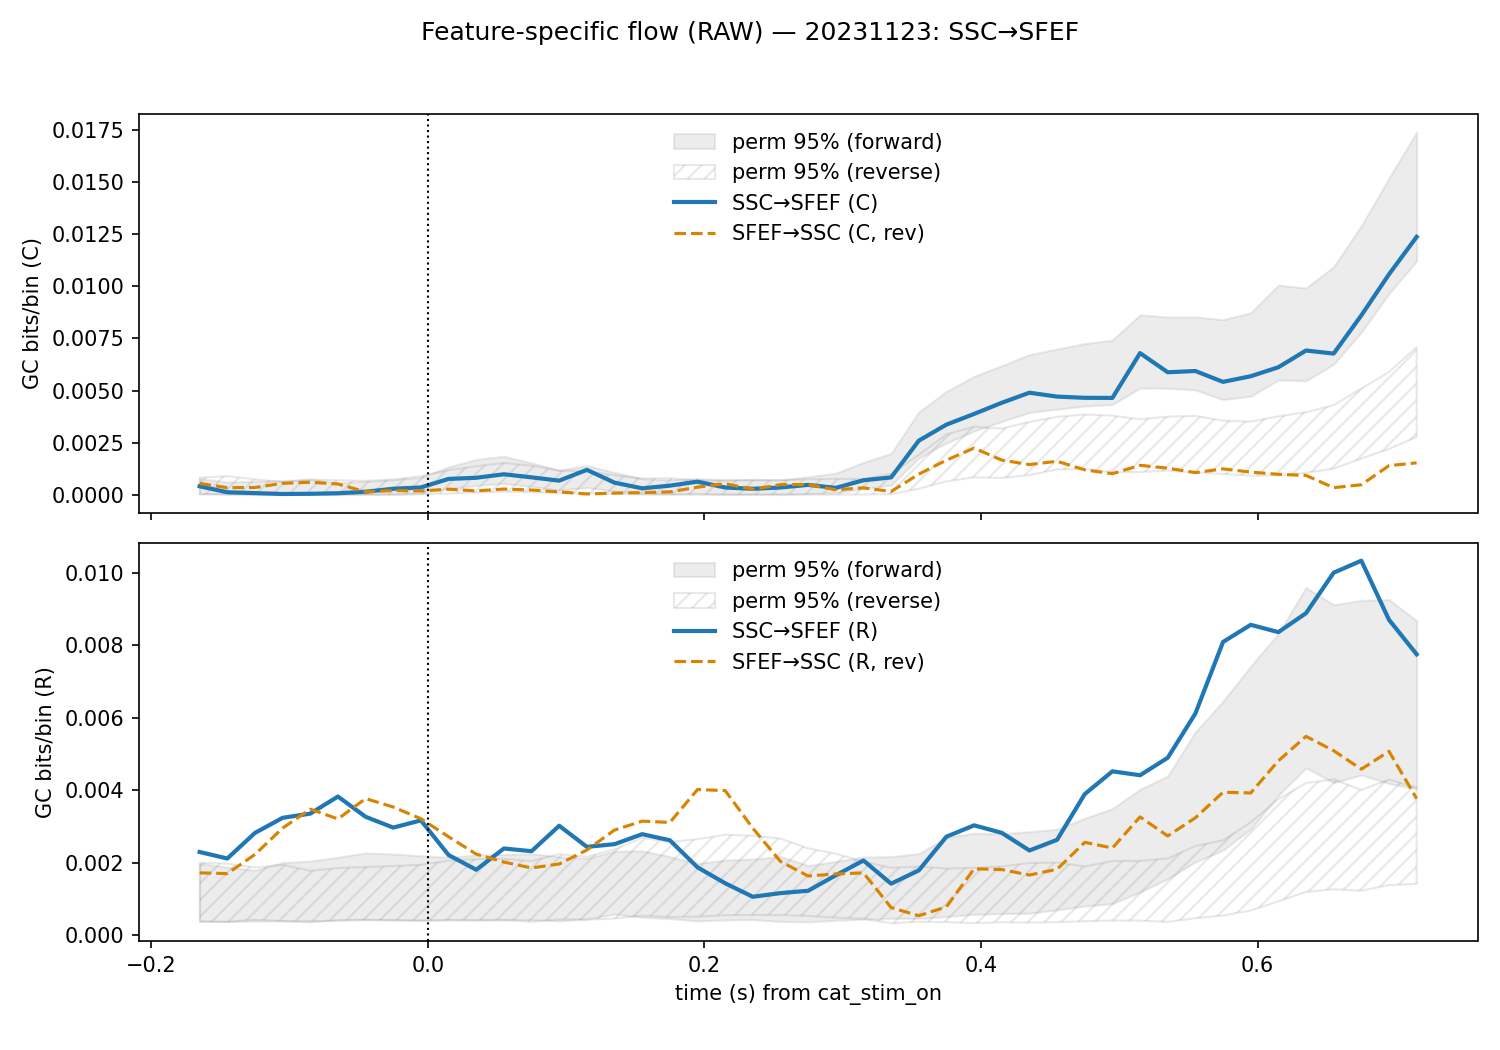 Feature-specific flow (RAW) — 20231123: SSC→SFEF
GC bits/bin (C)
0.0175
0.0150
0.0125
0.0100
0.0075
0.0050
0.0025
0.0000
perm 95% (forward)
perm 95% (reverse)
SSC→SFEF (C)
SFEF→SSC (C, rev)
GC bits/bin (R)
0.010
0.008
0.006
0.004
0.002
0.000
perm 95% (forward)
perm 95% (reverse)
SSC→SFEF (R)
SFEF→SSC (R, rev)
−0.2 0.0 0.2 0.4 0.6
time (s) from cat_stim_on